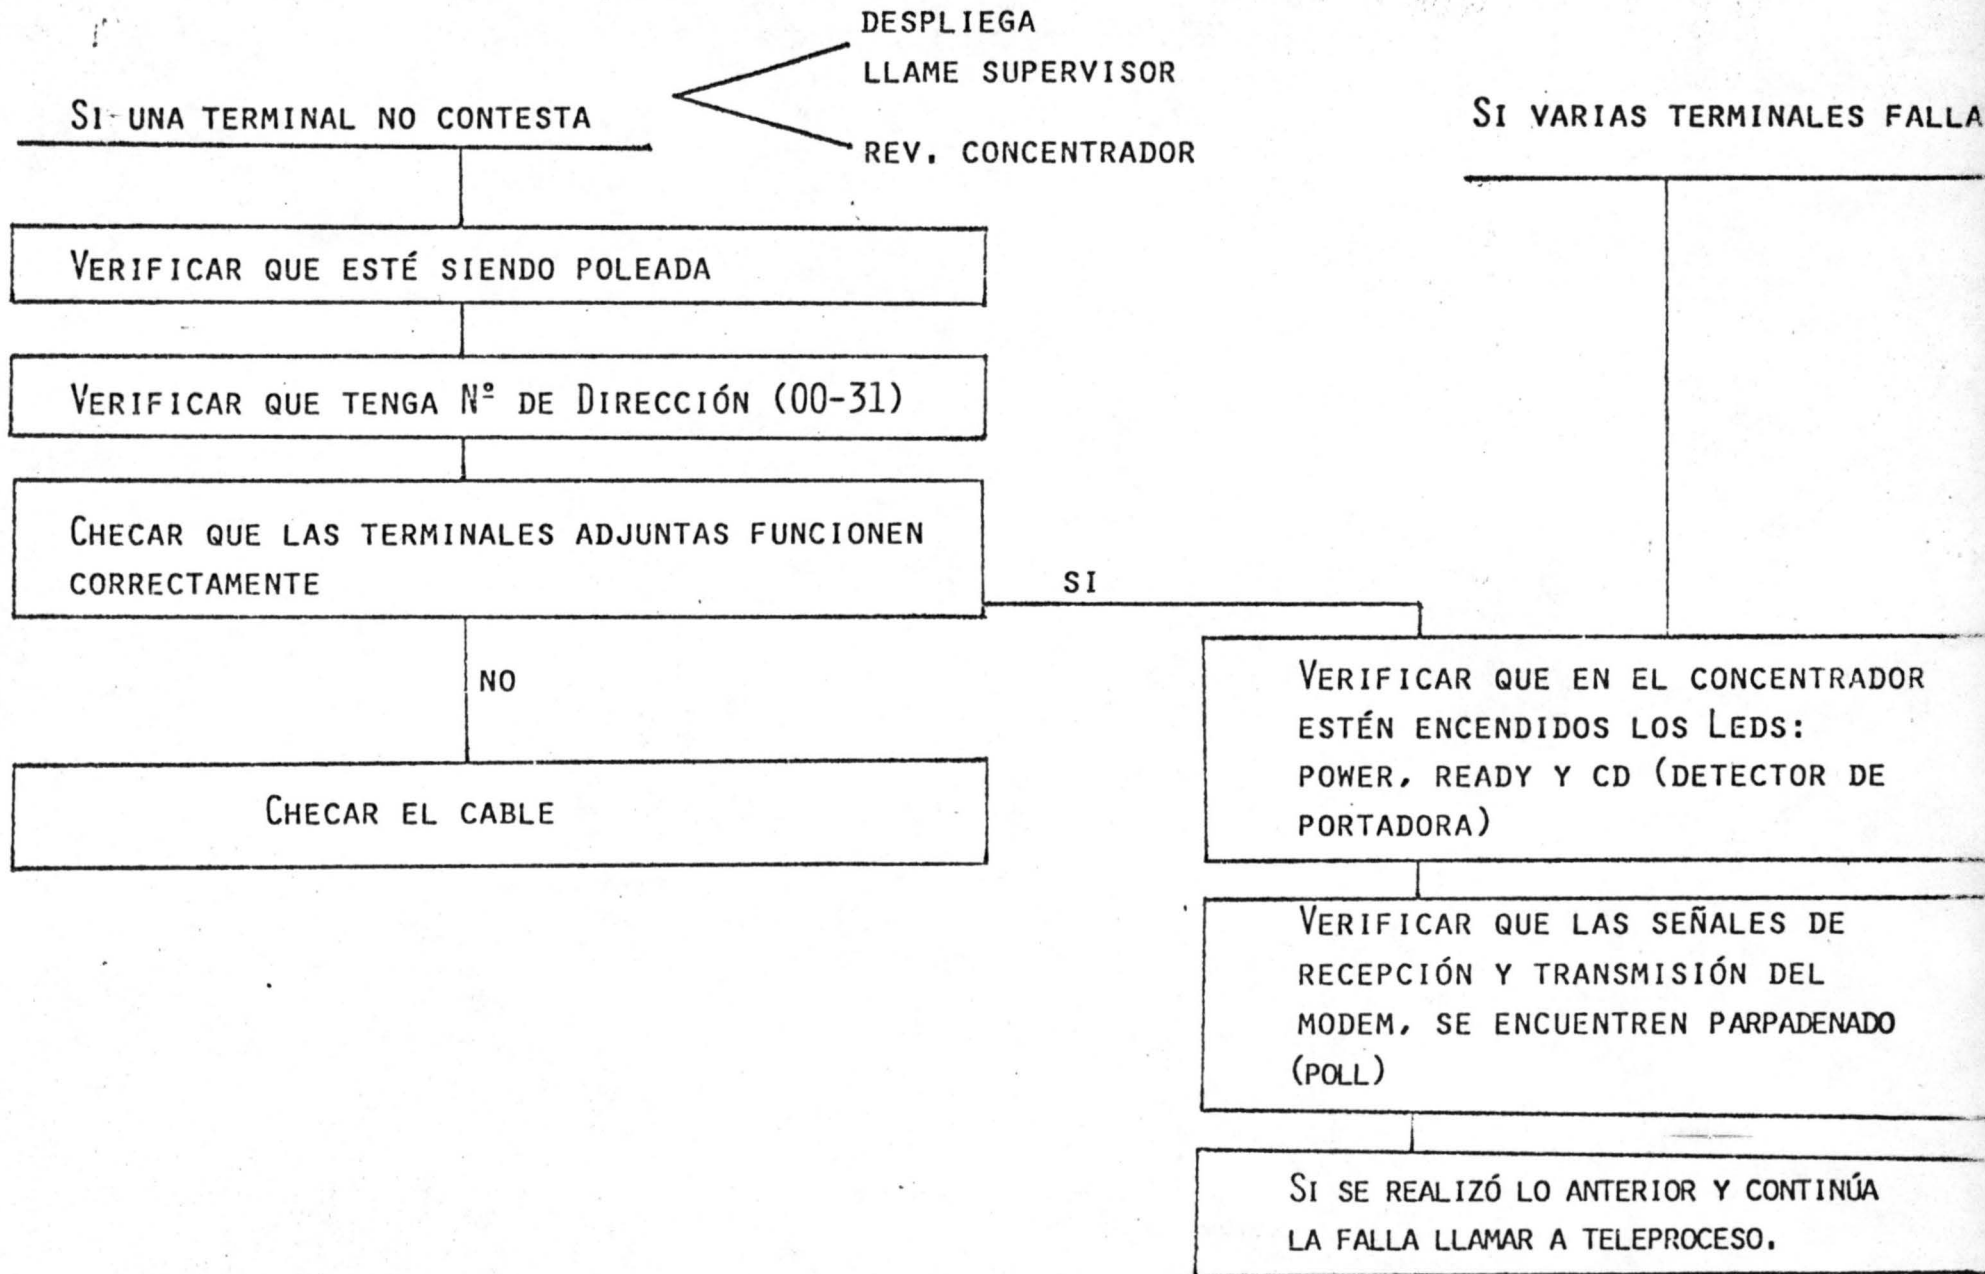 DESPLIEGA
LLAME SUPERVISOR
SI UNA TERMINAL NO CONTESTA
REV. CONCENTRADOR
SI VARIAS TERMINALES FALLA
VERIFICAR QUE ESTÉ SIENDO POLEADA
VERIFICAR QUE TENGA Nº DE DIRECCIÓN (00-31)
CHECAR QUE LAS TERMINALES ADJUNTAS FUNCIONEN
CORRECTAMENTE
SI
NO
CHECAR EL CABLE
VERIFICAR QUE EN EL CONCENTRADOR
ESTÉN ENCENDIDOS LOS LEDS:
POWER, READY Y CD (DETECTOR DE
PORTADORA)
VERIFICAR QUE LAS SEÑALES DE
RECEPCIÓN Y TRANSMISIÓN DEL
MODEM, SE ENCUENTREN PARPADENADO
(POLL)
SI SE REALIZÓ LO ANTERIOR Y CONTINÚA
LA FALLA LLAMAR A TELEPROCESO.